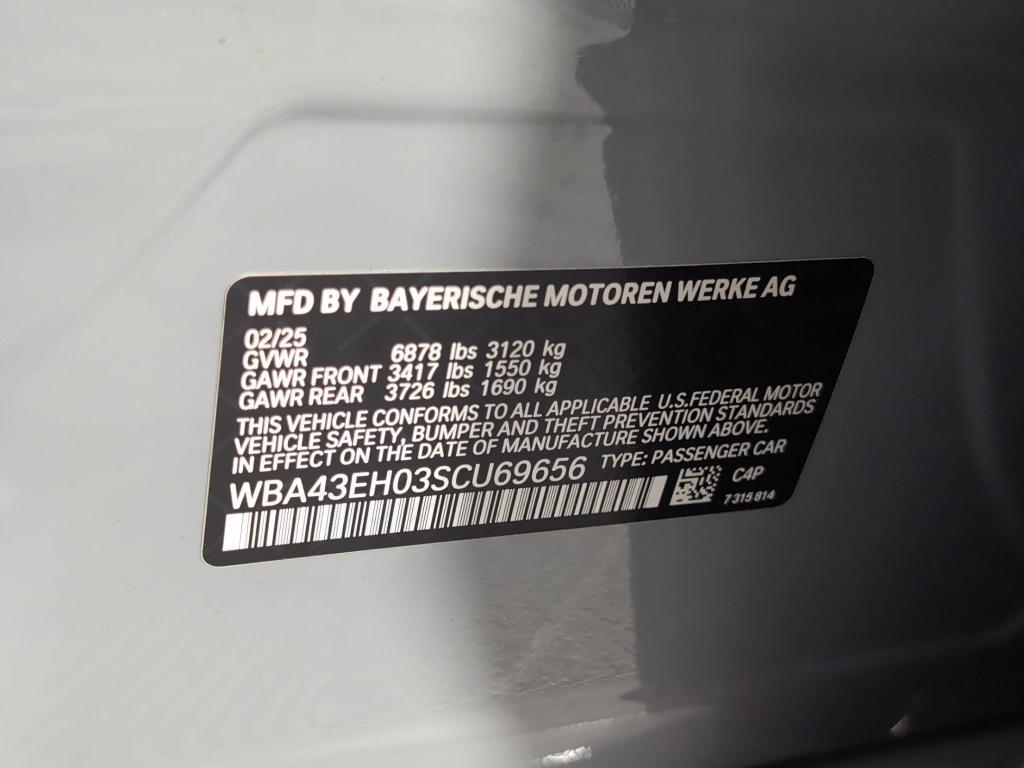 MFD BY BAYERISCHE MOTOREN WERKE AG
02/25
GVWR 6878 lbs 3120 kg
GAWR FRONT 3417 lbs 1550 kg
GAWR REAR 3726 lbs 1690 kg
THIS VEHICLE CONFORMS TO ALL APPLICABLE U.S.FEDERAL MOTOR
VEHICLE SAFETY, BUMPER AND THEFT PREVENTION STANDARDS
IN EFFECT ON THE DATE OF MANUFACTURE SHOWN ABOVE.
WBA43EH03SCU69656 TYPE: PASSENGER CAR
C4P
7 315 814